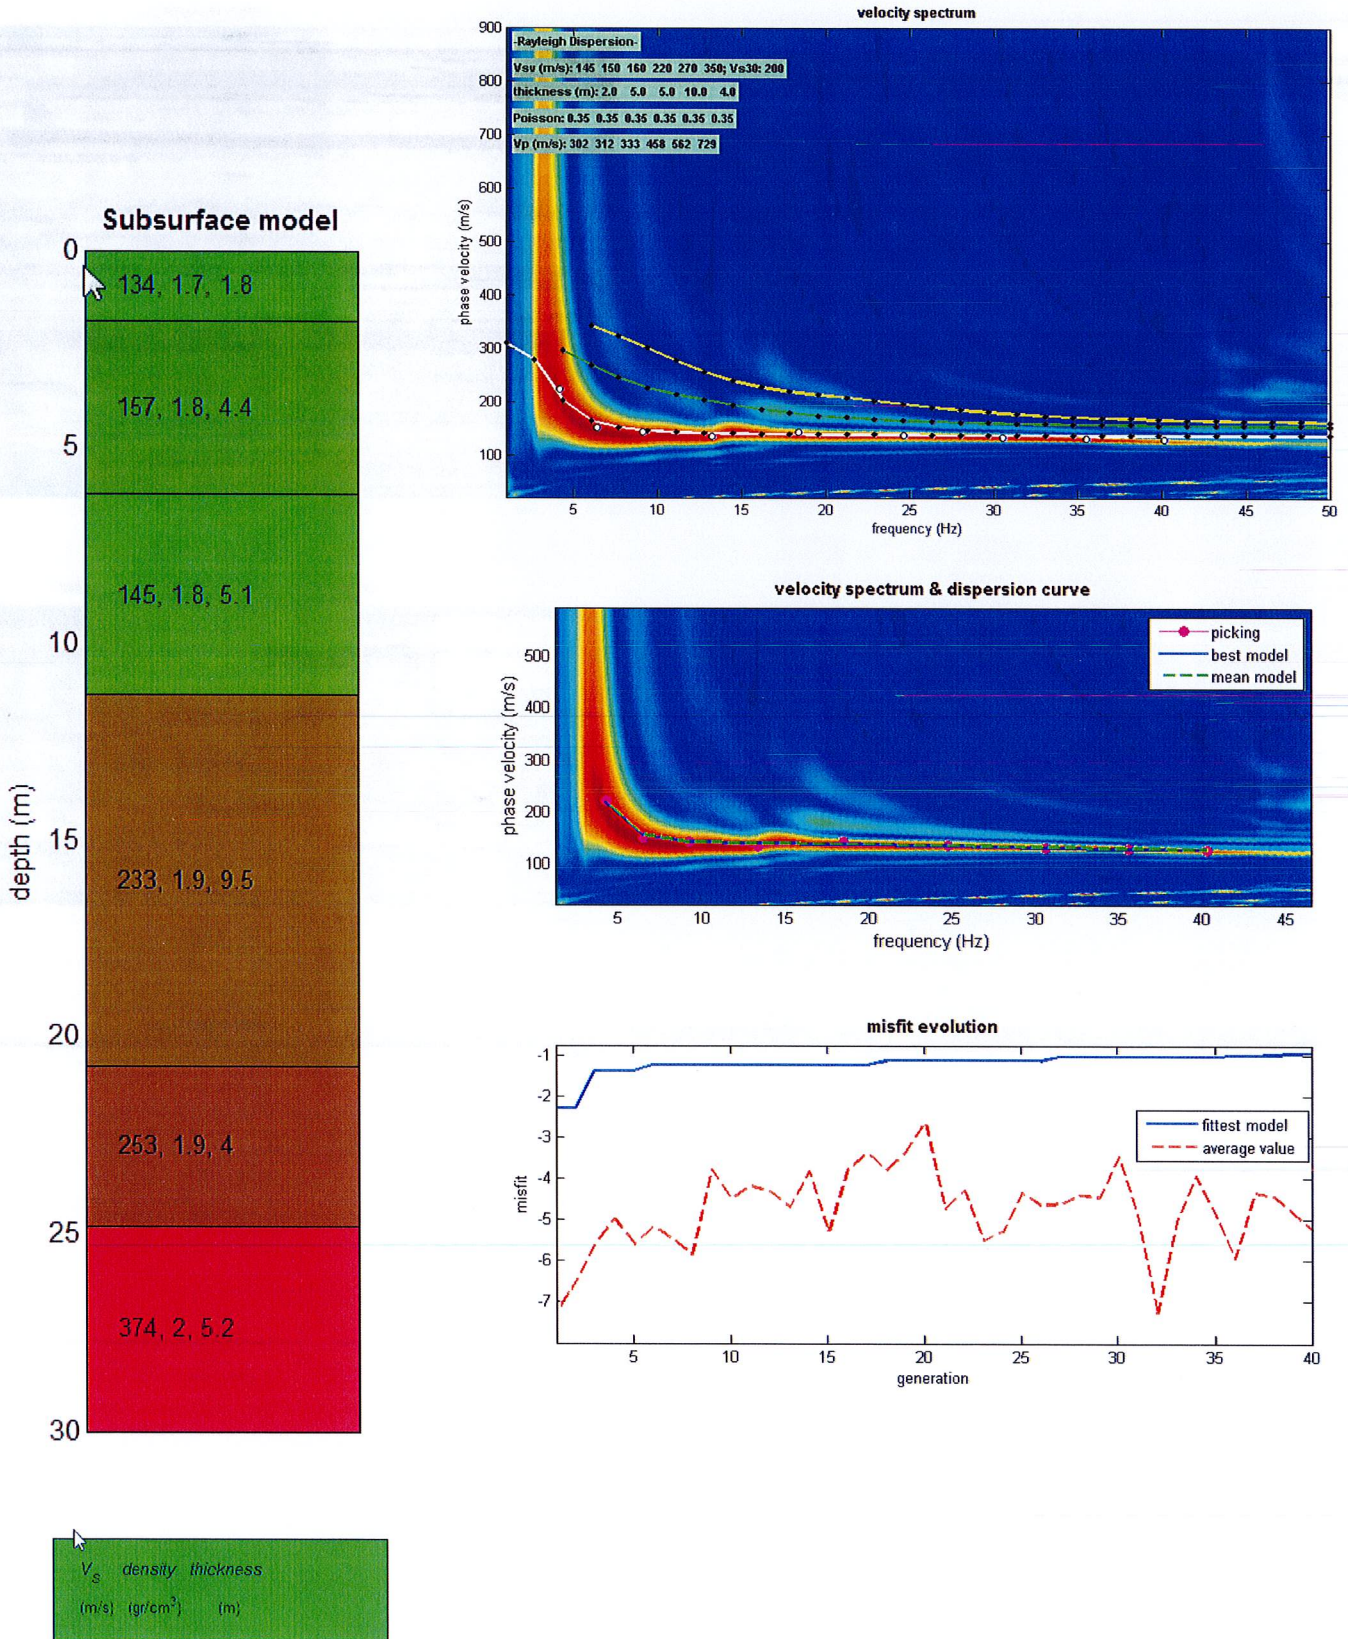 velocity spectrum
900
800
700
600
500
400
300
200
100
phase velocity (m/s)
-Rayleigh Dispersion-
Vsv (m/s): 145 150 160 220 270 350; Vs30: 200
thickness (m): 2.0 5.0 5.0 10.0 4.0
Poisson: 0.35 0.35 0.35 0.35 0.35 0.35
Vp (m/s): 302 312 333 458 562 729
5 10 15 20 25 30 35 40 45 50
frequency (Hz)
Subsurface model
0
5
10
15
20
25
30
depth (m)
134, 1.7, 1.8
157, 1.8, 4.4
145, 1.8, 5.1
233, 1.9, 9.5
253, 1.9, 4
374, 2, 5.2
velocity spectrum & dispersion curve
500
400
300
200
100
phase velocity (m/s)
picking
best model
mean model
5 10 15 20 25 30 35 40 45
frequency (Hz)
misfit evolution
-1
-2
-3
-4
-5
-6
-7
misfit
fittest model
average value
5 10 15 20 25 30 35 40
generation
VS density thickness
(m/s) (gr/cm3) (m)